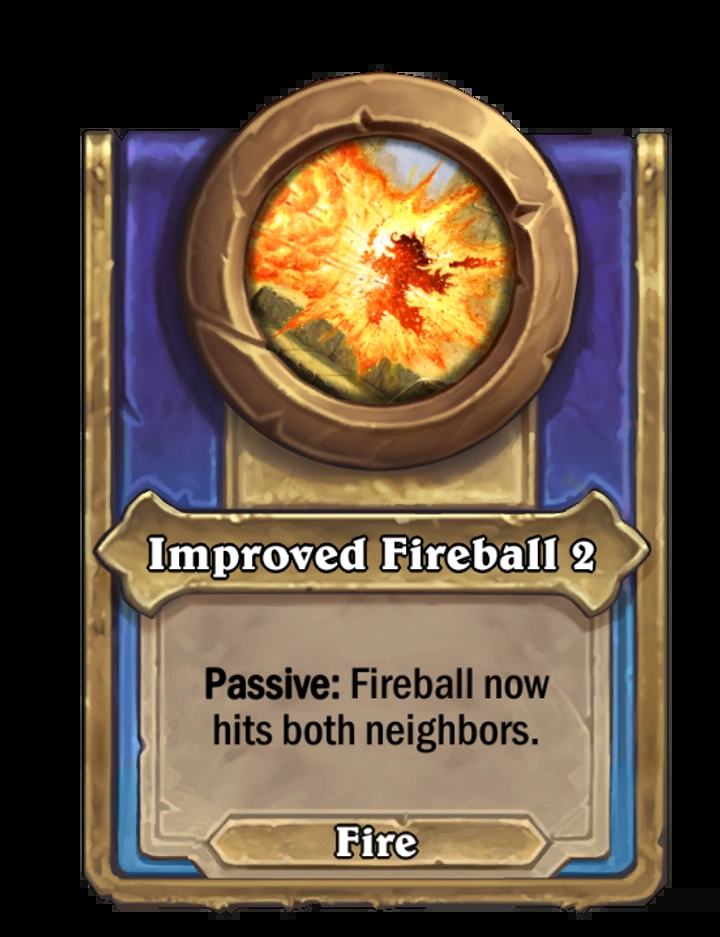 Improved Fireball 2
Passive: Fireball now
hits both neighbors.
Fire